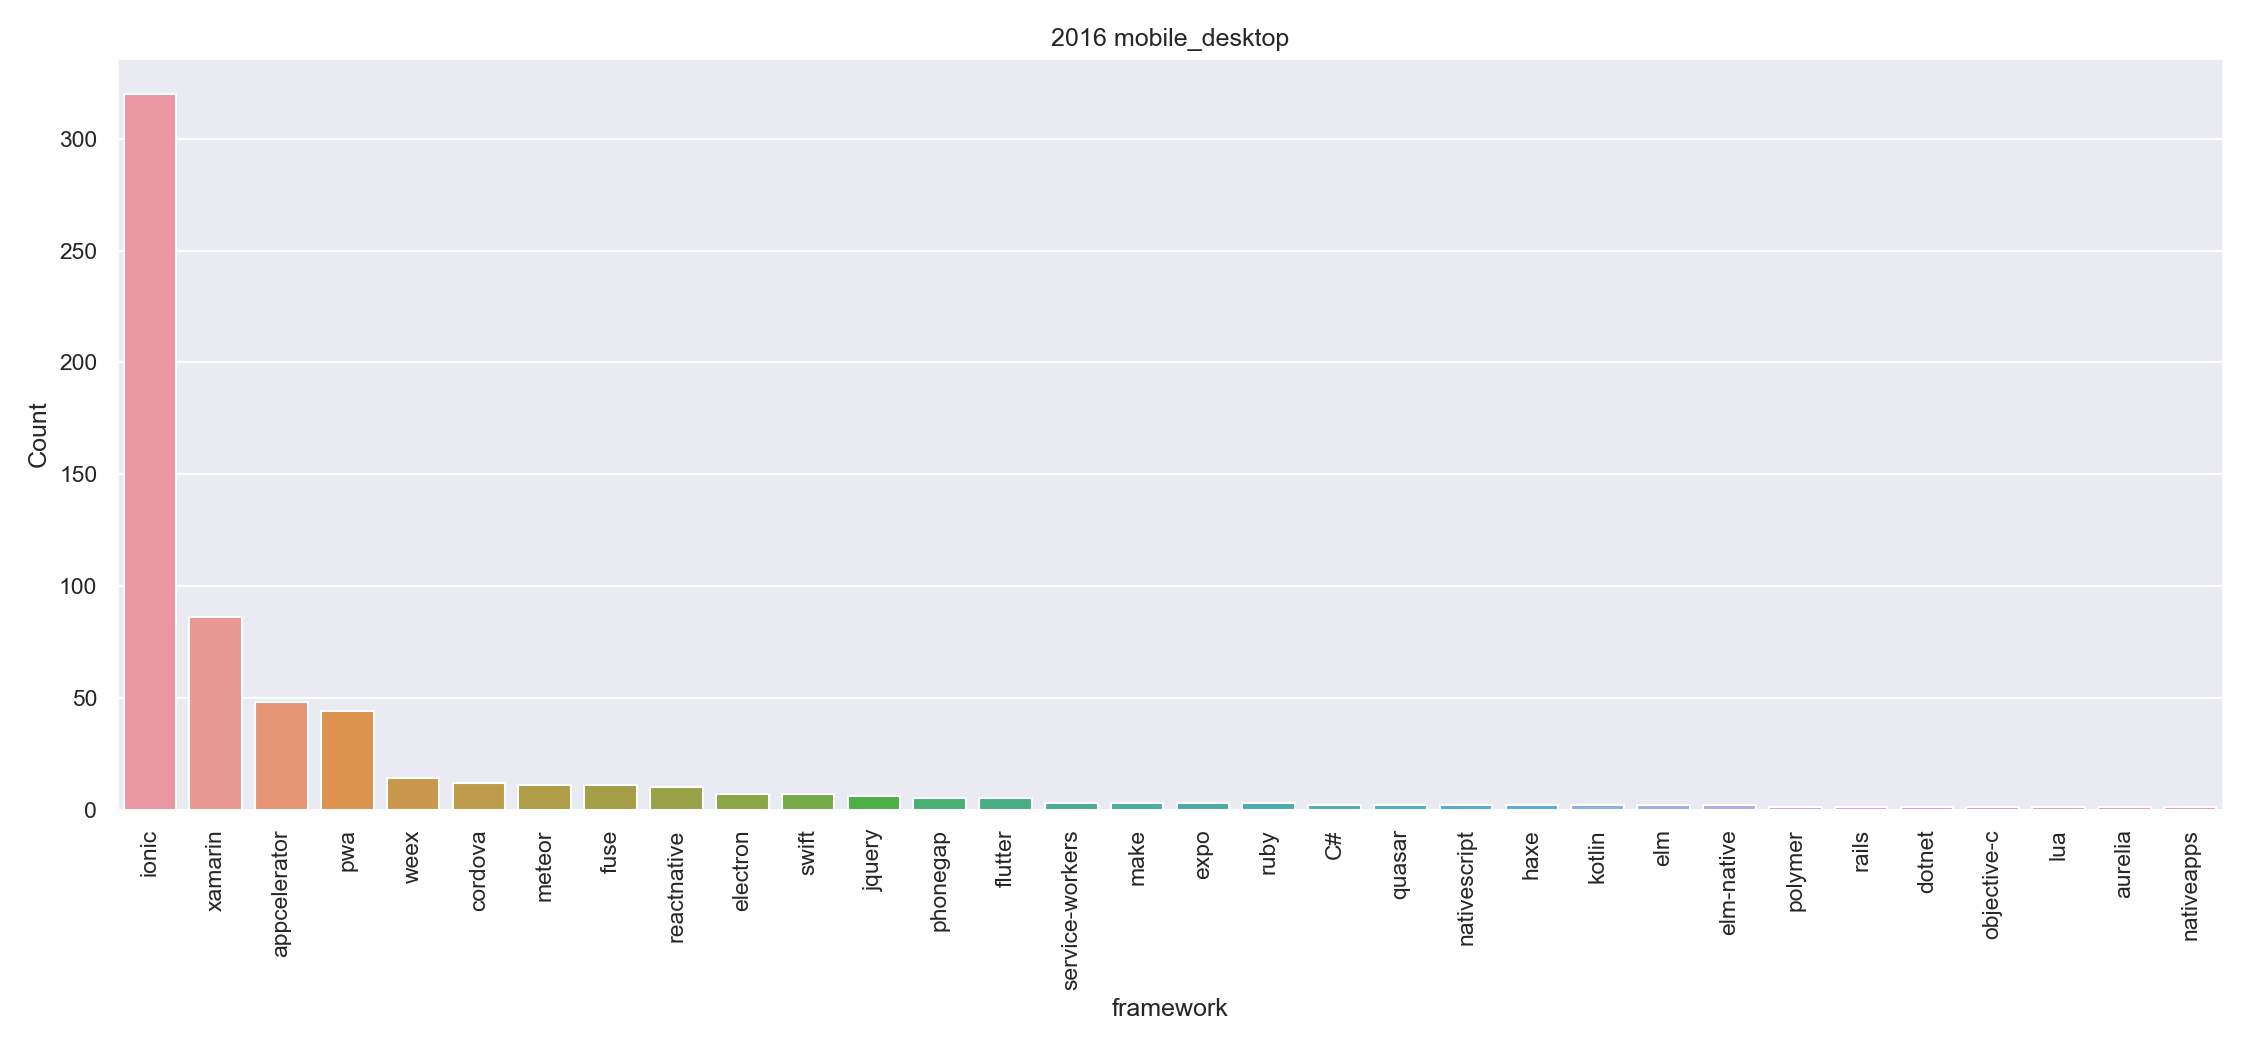 2016 mobile_desktop
Count
300
250
200
150
100
50
0
ionic
xamarin
appcelerator
pwa
weex
cordova
meteor
fuse
reactnative
electron
swift
jquery
phonegap
flutter
service-workers
make
expo
ruby
C#
quasar
nativescript
haxe
kotlin
elm
elm-native
polymer
rails
dotnet
objective-c
lua
aurelia
nativeapps
framework